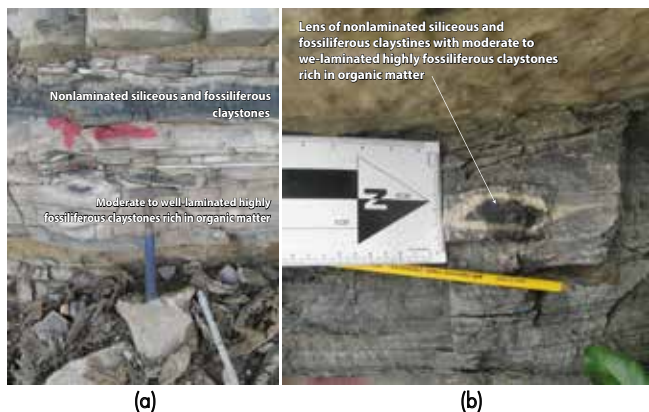 Nonlaminated siliceous and fossiliferous
claystones
Moderate to well-laminated highly
fossiliferous claystones rich in organic matter
(a)
Lens of nonlaminated siliceous and
fossiliferous claystines with moderate to
we-laminated highly fossiliferous claystones
rich in organic matter
N
(b)